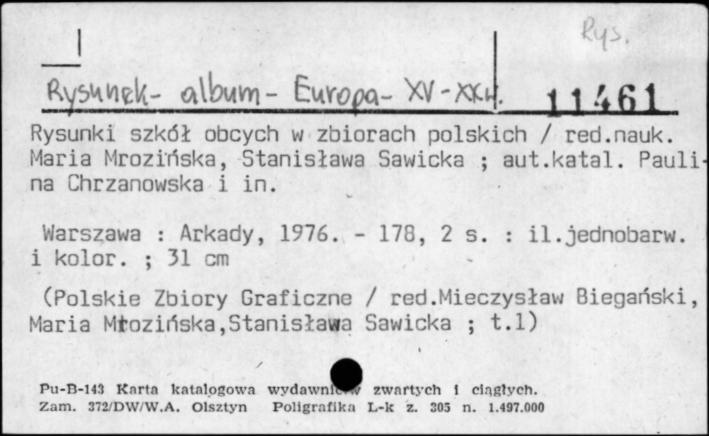 Rys.
Rysunek - album - Europa - XV - XX w. 11461
Rysunki szkół obcych w zbiorach polskich / red.nauk.
Maria Mrozińska, Stanisława Sawicka ; aut.katal. Pauli-
na Chrzanowska i in.
Warszawa : Arkady, 1976. - 178, 2 s. : il.jednobarw.
i kolor. ; 31 cm
(Polskie Zbiory Graficzne / red.Mieczysław Biegański,
Maria Mrozińska,Stanisława Sawicka ; t.1)
Pu-B-143 Karta katalogowa wydawnictw zwartych i ciągłych.
Zam. 372/DW/W.A. Olsztyn Poligrafika L-k z. 305 n. 1.497.000